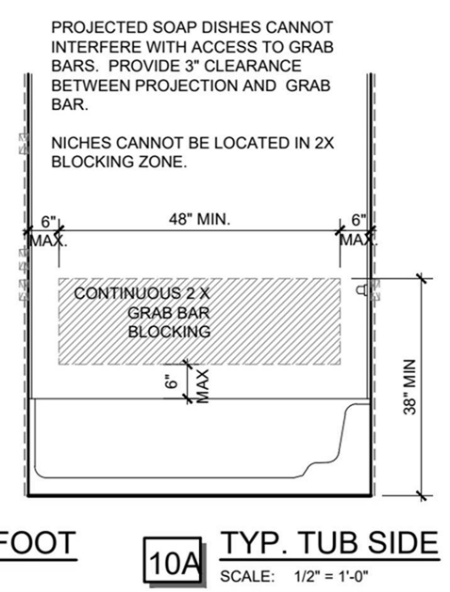 PROJECTED SOAP DISHES CANNOT
INTERFERE WITH ACCESS TO GRAB
BARS. PROVIDE 3" CLEARANCE
BETWEEN PROJECTION AND GRAB
BAR.
NICHES CANNOT BE LOCATED IN 2X
BLOCKING ZONE.
6"
MAX.
48" MIN.
6"
MAX.
CONTINUOUS 2 X
GRAB BAR
BLOCKING
6"
MAX
38" MIN
FOOT
10A
TYP. TUB SIDE
SCALE: 1/2" = 1'-0"